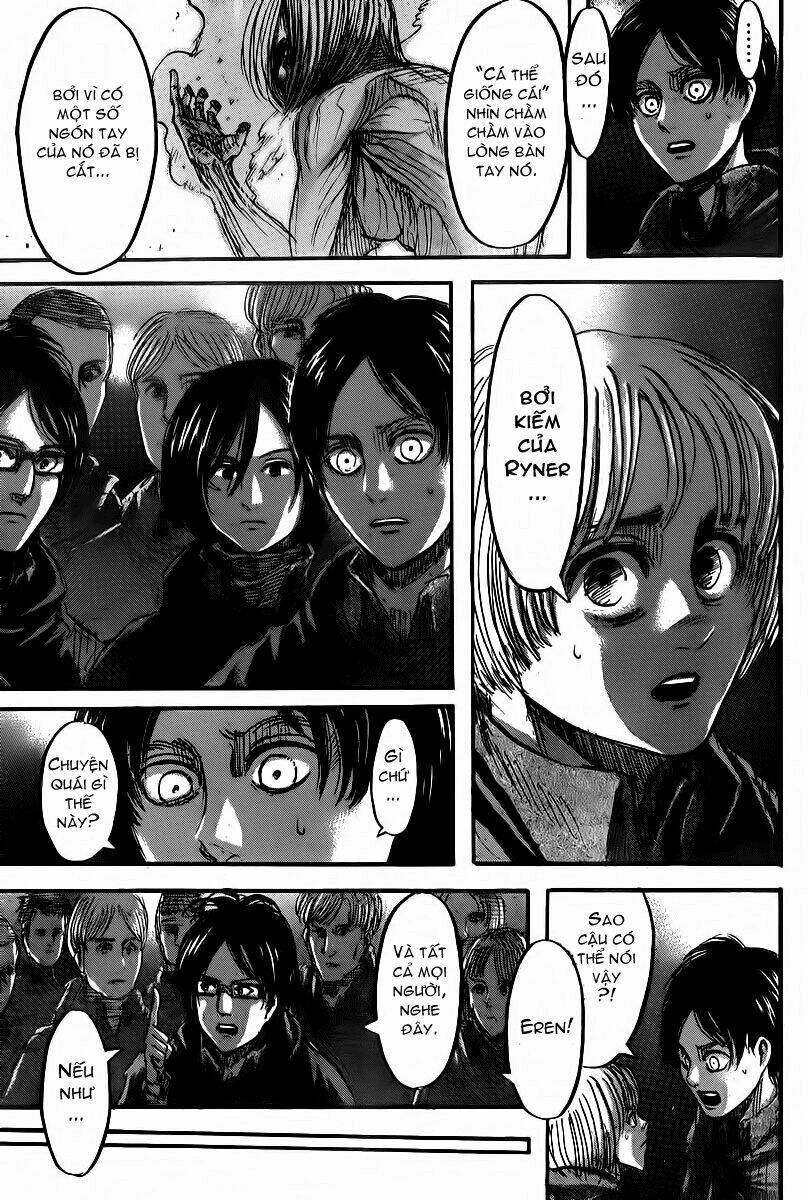 ......
SAU
ĐÓ
...
"CÁ THỂ
GIỐNG CÁI"
NHÌN CHẰM
CHẰM VÀO
LÒNG BÀN
TAY NÓ.
BỞI VÌ CÓ
MỘT SỐ
NGÓN TAY
CỦA NÓ ĐÃ BỊ
CẮT...
BỞI
KIẾM CỦA
RYNER
...
GÌ
CHỨ
...
CHUYỆN
QUÁI GÌ
THẾ
NÀY?
SAO
CẬU CÓ
THỂ NÓI
VẬY
?!
EREN!
VÀ TẤT
CẢ MỌI
NGƯỜI,
NGHE
ĐÂY.
NẾU
NHƯ
...